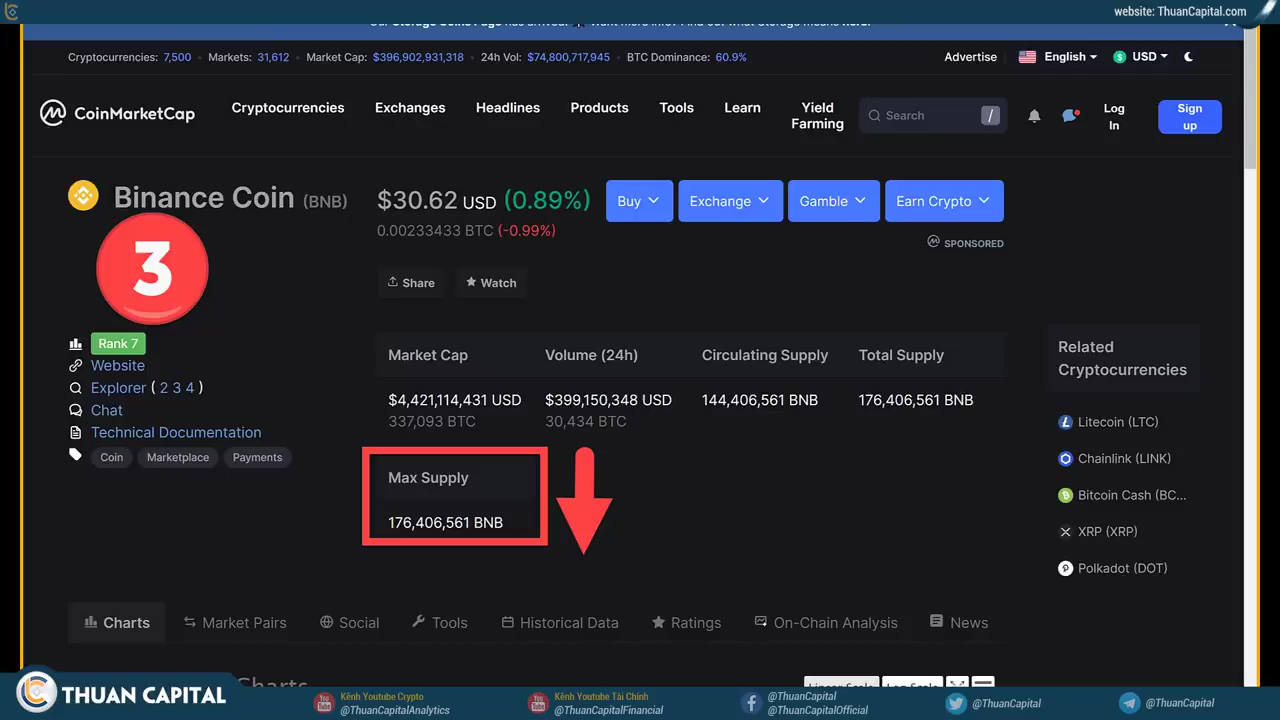 website: ThuanCapital.com
Cryptocurrencies: 7,500 • Markets: 31,612 • Market Cap: $396,902,931,318 • 24h Vol: $74,800,717,945 • BTC Dominance: 60.9%
Advertise
English
USD
CoinMarketCap
Cryptocurrencies
Exchanges
Headlines
Products
Tools
Learn
Yield
Farming
Search
/
Log
In
Sign
up
Binance Coin (BNB)
$30.62 USD (0.89%)
0.00233433 BTC (-0.99%)
Buy
Exchange
Gamble
Earn Crypto
SPONSORED
3
Share
Watch
Rank 7
Website
Explorer ( 2 3 4 )
Chat
Technical Documentation
Coin
Marketplace
Payments
Market Cap
Volume (24h)
Circulating Supply
Total Supply
$4,421,114,431 USD
$399,150,348 USD
144,406,561 BNB
176,406,561 BNB
337,093 BTC
30,434 BTC
Max Supply
176,406,561 BNB
Related
Cryptocurrencies
Litecoin (LTC)
Chainlink (LINK)
Bitcoin Cash (BC...
XRP (XRP)
Polkadot (DOT)
Charts
Market Pairs
Social
Tools
Historical Data
Ratings
On-Chain Analysis
News
Charts
THUAN CAPITAL
Kênh Youtube Crypto
@ThuanCapitalAnalytics
Kênh Youtube Tài Chính
@ThuanCapitalFinancial
@ThuanCapital
@ThuanCapitalOfficial
@ThuanCapital
@ThuanCapital